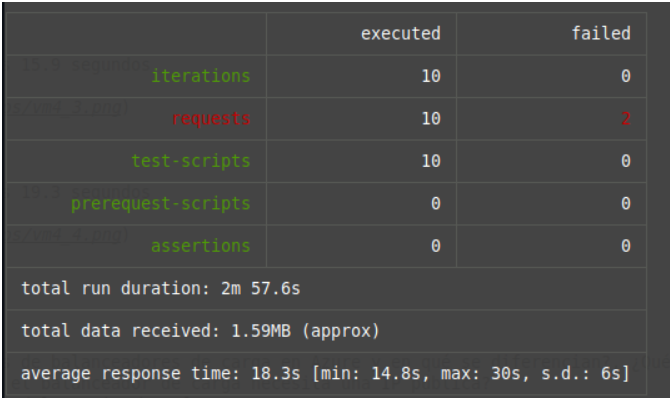 executed failed
iterations 10 0
requests 10 2
test-scripts 10 0
prerequest-scripts 0 0
assertions 0 0
total run duration: 2m 57.6s
total data received: 1.59MB (approx)
average response time: 18.3s [min: 14.8s, max: 30s, s.d.: 6s]